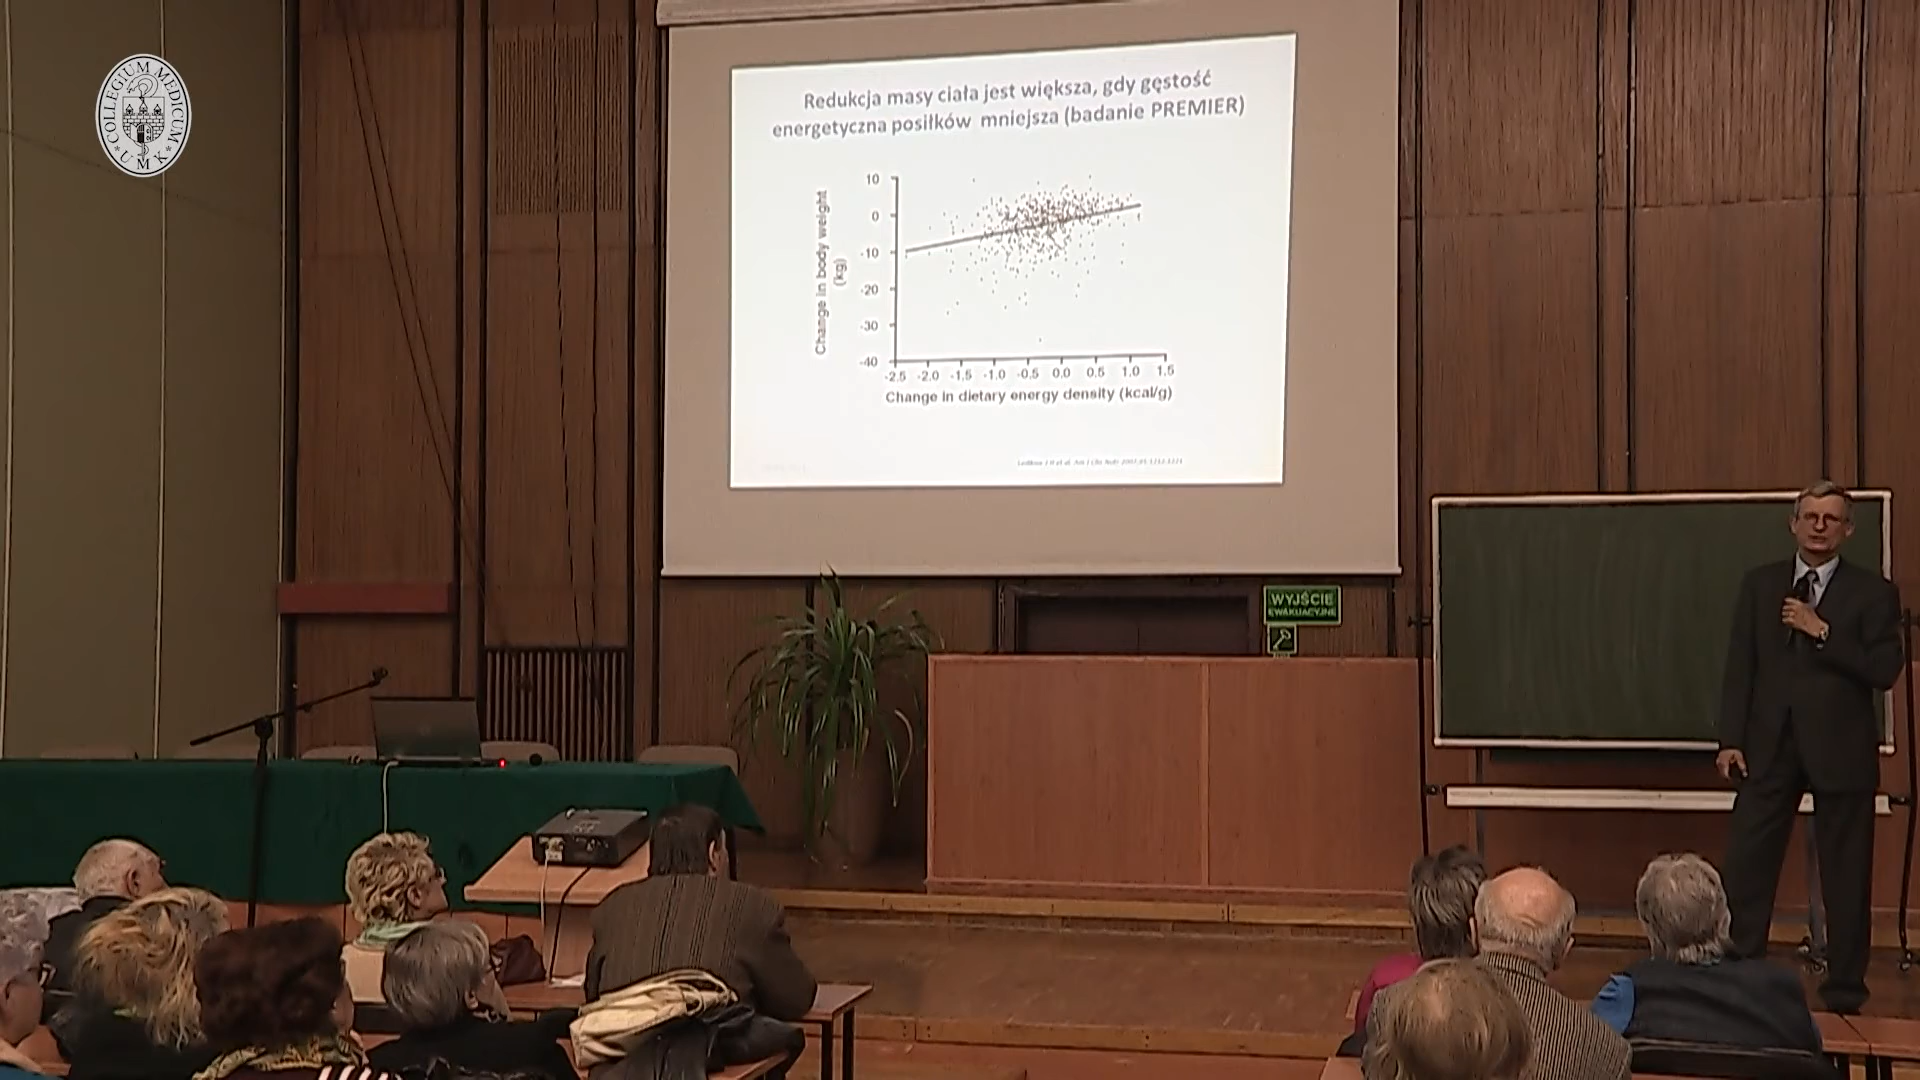 COLLEGIUM MEDICUM
* UMK *
Redukcja masy ciała jest większa, gdy gęstość
energetyczna posiłków mniejsza (badanie PREMIER)
Change in body weight
(kg)
10
0
-10
-20
-30
-40
-2.5 -2.0 -1.5 -1.0 -0.5 0.0 0.5 1.0 1.5
Change in dietary energy density (kcal/g)
WYJŚCIE
EWAKUACYJNE